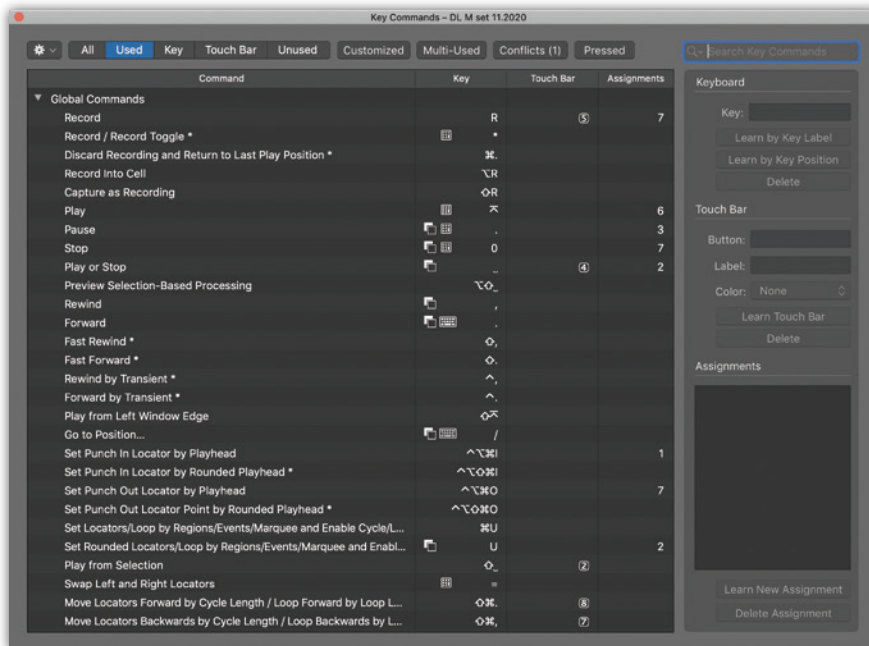 Key Commands – DL M set 11.2020
All Used Key Touch Bar Unused Customized Multi-Used Conflicts (1) Pressed Search Key Commands
Command Key Touch Bar Assignments
Global Commands
Record R 5 7
Record / Record Toggle * *
Discard Recording and Return to Last Play Position * ⌘.
Record Into Cell ⌥R
Capture as Recording ⇧R
Play ⌅ 6
Pause . 3
Stop 0 7
Play or Stop _ 4 2
Preview Selection-Based Processing ⌥⇧_
Rewind ,
Forward .
Fast Rewind * ⇧,
Fast Forward * ⇧.
Rewind by Transient * ^,
Forward by Transient * ^.
Play from Left Window Edge ⇧⌅
Go to Position... /
Set Punch In Locator by Playhead ^⌥⌘I 1
Set Punch In Locator by Rounded Playhead * ^⌥⇧⌘I
Set Punch Out Locator by Playhead ^⌥⌘O 7
Set Punch Out Locator Point by Rounded Playhead * ^⌥⇧⌘O
Set Locators/Loop by Regions/Events/Marquee and Enable Cycle/L... ⌘U
Set Rounded Locators/Loop by Regions/Events/Marquee and Enabl... U 2
Play from Selection ⇧_ 2
Swap Left and Right Locators =
Move Locators Forward by Cycle Length / Loop Forward by Loop L... ⇧⌘. 8
Move Locators Backwards by Cycle Length / Loop Backwards by L... ⇧⌘, 7
Keyboard
Key:
Learn by Key Label
Learn by Key Position
Delete
Touch Bar
Button:
Label:
Color: None
Learn Touch Bar
Delete
Assignments
Learn New Assignment
Delete Assignment